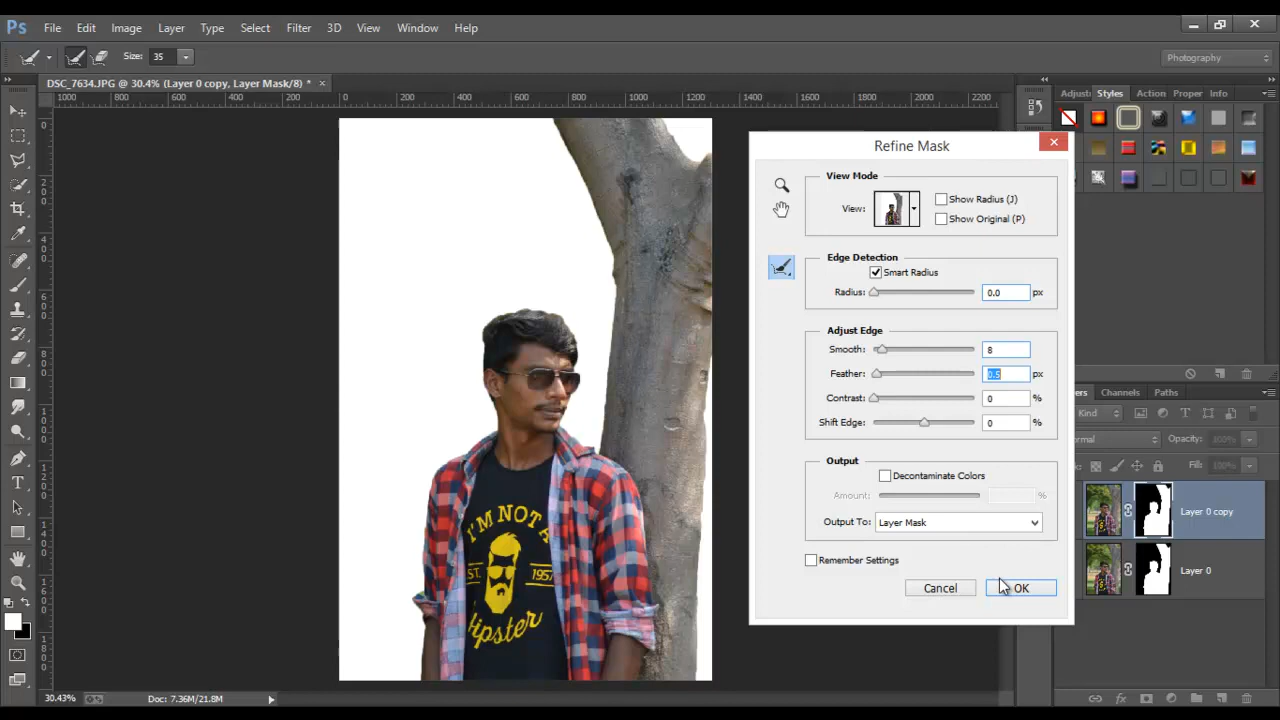 Ps File Edit Image Layer Type Select Filter 3D View Window Help
Size: 35 Photography
DSC_7634.JPG @ 30.4% (Layer 0 copy, Layer Mask/8) * ×
Adjust Styles Action Proper Info
1000 800 600 400 200 0 200 400 600 800 1000 1200 1400 1600 1800 2000 2200
Refine Mask
View Mode
View: Show Radius (J)
Show Original (P)
Edge Detection
Smart Radius
Radius: 0.0 px
Adjust Edge
Smooth: 8
Feather: 0.5 px
Contrast: 0 %
Shift Edge: 0 %
Output
Decontaminate Colors
Amount: %
Output To: Layer Mask
Remember Settings
Cancel OK
ers Channels Paths
Kind
rmal Opacity: 100%
Fill: 100%
Layer 0 copy
Layer 0
I'M NOT A
EST. 1957
Hipster
30.43% Doc: 7.36M/21.8M